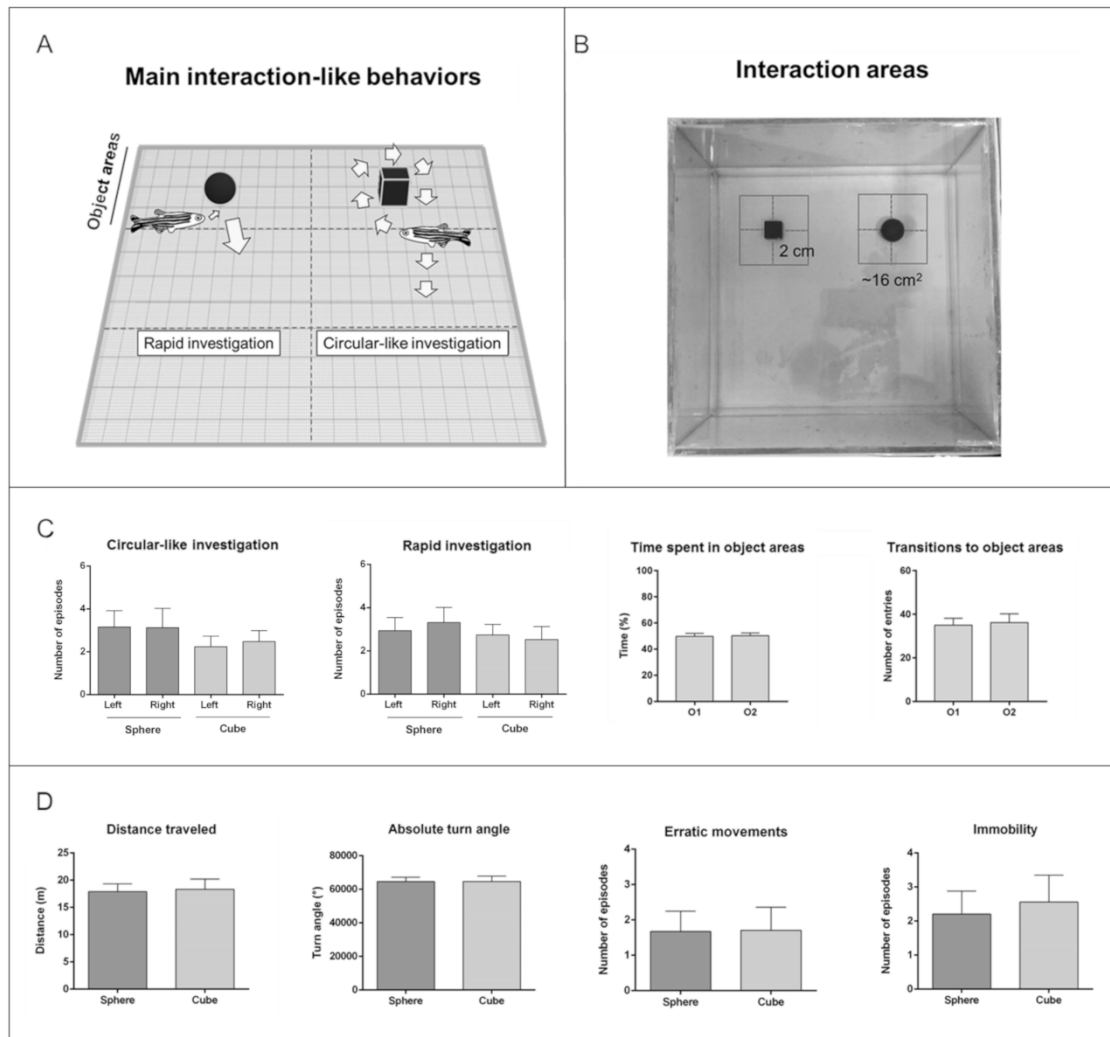 A
Main interaction-like behaviors
Object areas
Rapid investigation
Circular-like investigation
B
Interaction areas
2 cm
~16 cm²
C
Circular-like investigation
Number of episodes
6
4
2
0
Left
Right
Left
Right
Sphere
Cube
Rapid investigation
Number of episodes
6
4
2
0
Left
Right
Left
Right
Sphere
Cube
Time spent in object areas
Time (%)
100
80
60
40
20
0
O1
O2
Transitions to object areas
Number of entries
60
40
20
0
O1
O2
D
Distance traveled
Distance (m)
25
20
15
10
5
0
Sphere
Cube
Absolute turn angle
Turn angle (°)
80000
60000
40000
20000
0
Sphere
Cube
Erratic movements
Number of episodes
4
3
2
1
0
Sphere
Cube
Immobility
Number of episodes
4
3
2
1
0
Sphere
Cube